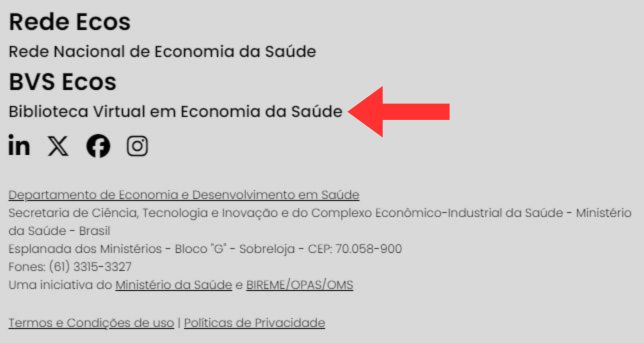 Rede Ecos
Rede Nacional de Economia da Saúde
BVS Ecos
Biblioteca Virtual em Economia da Saúde
Departamento de Economia e Desenvolvimento em Saúde
Secretaria de Ciência, Tecnologia e Inovação e do Complexo Econômico-Industrial da Saúde - Ministério
da Saúde - Brasil
Esplanada dos Ministérios - Bloco "G" - Sobreloja - CEP: 70.058-900
Fones: (61) 3315-3327
Uma iniciativa do Ministério da Saúde e BIREME/OPAS/OMS
Termos e Condições de uso | Políticas de Privacidade